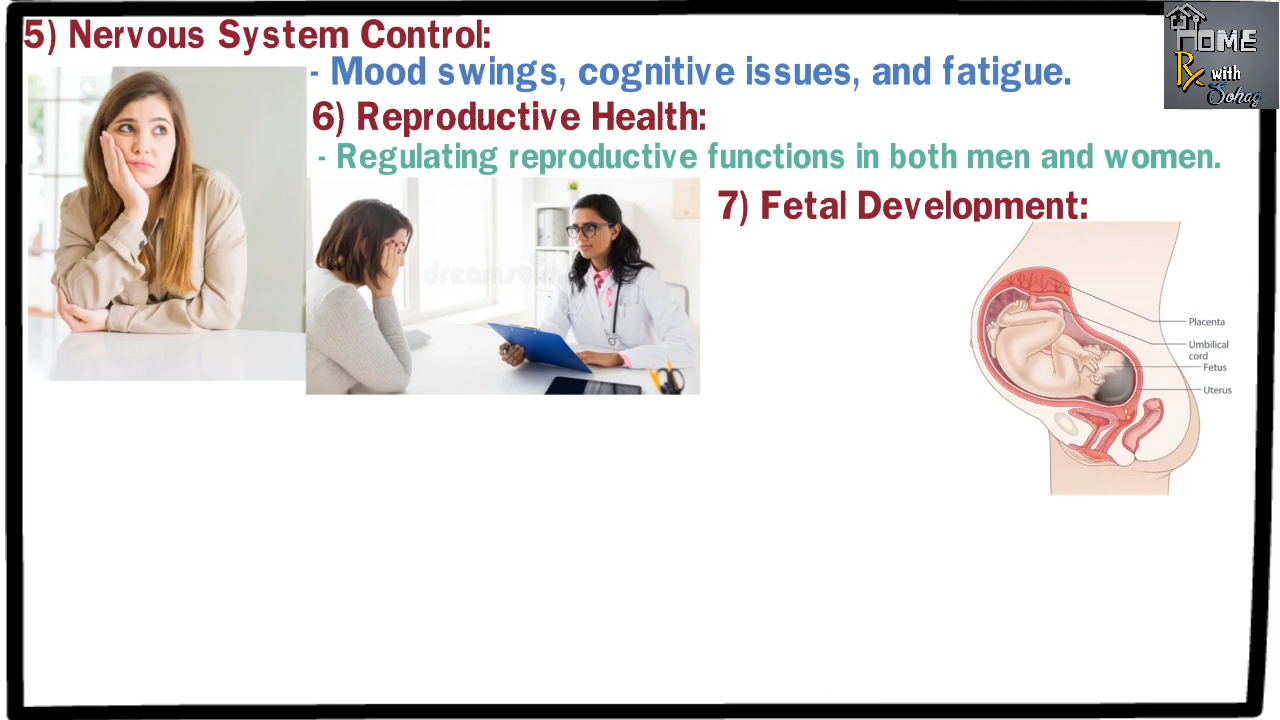 5) Nervous System Control:
- Mood swings, cognitive issues, and fatigue.
6) Reproductive Health:
- Regulating reproductive functions in both men and women.
7) Fetal Development:
HOME
Rx with
Sohag
dreamstime
Placenta
Umbilical
cord
Fetus
Uterus